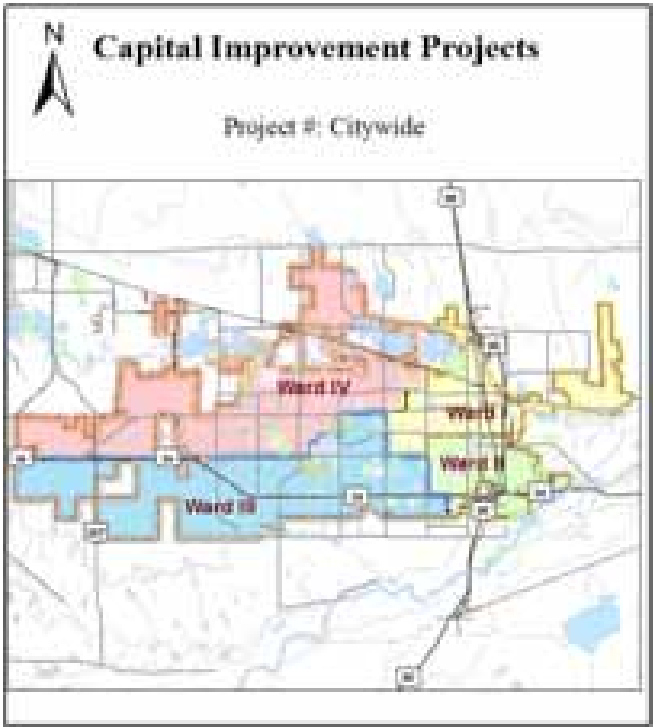 N
Capital Improvement Projects
Project #: Citywide
Ward IV
Ward I
Ward II
Ward III